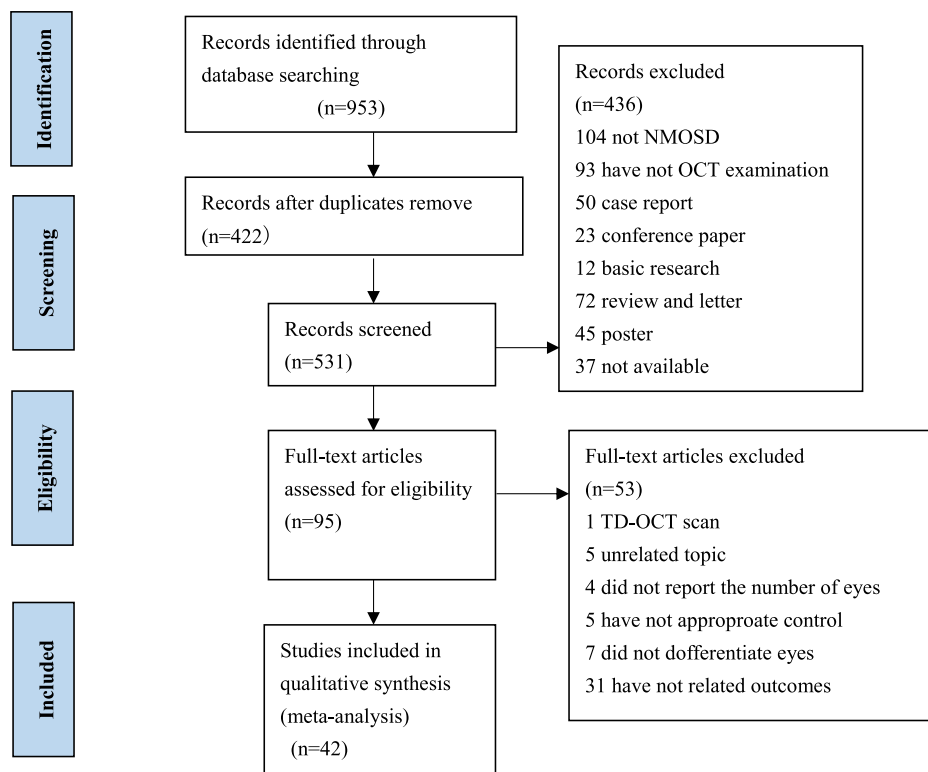 Identification
Records identified through
database searching
(n=953)
Records excluded
(n=436)
104 not NMOSD
93 have not OCT examination
50 case report
23 conference paper
12 basic research
72 review and letter
45 poster
37 not available
Screening
Records after duplicates remove
(n=422）
Records screened
(n=531)
Eligibility
Full-text articles
assessed for eligibility
(n=95)
Full-text articles excluded
(n=53)
1 TD-OCT scan
5 unrelated topic
4 did not report the number of eyes
5 have not approproate control
7 did not dofferentiate eyes
31 have not related outcomes
Included
Studies included in
qualitative synthesis
(meta-analysis)
(n=42)